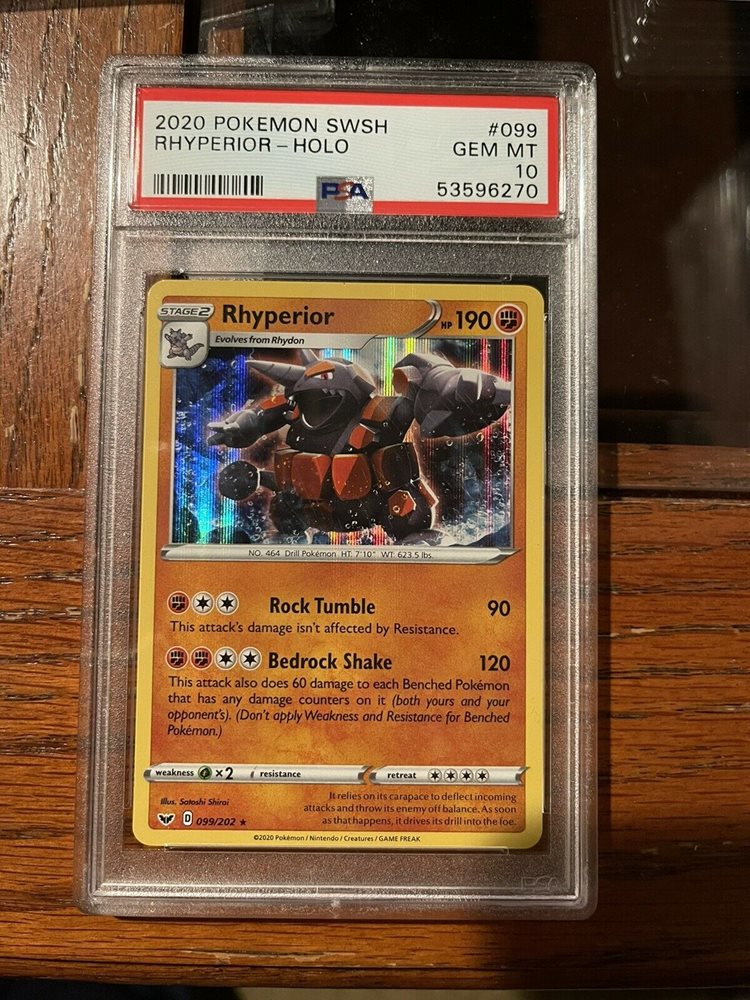 2020 POKEMON SWSH #099
RHYPERIOR – HOLO GEM MT
10
PSA 53596270
STAGE 2 Rhyperior HP 190
Evolves from Rhydon
NO. 464 Drill Pokémon HT: 7'10" WT: 623.5 lbs.
Rock Tumble 90
This attack's damage isn't affected by Resistance.
Bedrock Shake 120
This attack also does 60 damage to each Benched Pokémon
that has any damage counters on it (both yours and your
opponent's). (Don't apply Weakness and Resistance for Benched
Pokémon.)
weakness ×2 resistance retreat
Illus. Satoshi Shirai
It relies on its carapace to deflect incoming
attacks and throw its enemy off balance. As soon
as that happens, it drives its drill into the foe.
D 099/202 ★
©2020 Pokémon / Nintendo / Creatures / GAME FREAK
PSA